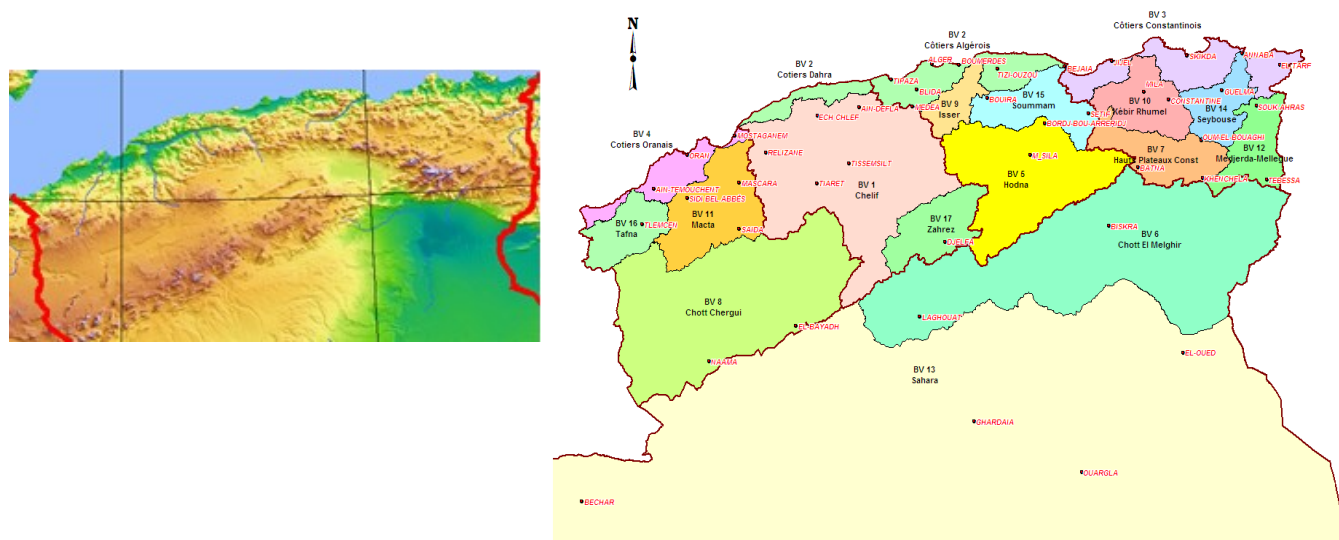 N
BV 3
Côtiers Constantinois
BV 2
Côtiers Algérois
BV 2
Cotiers Dahra
BV 4
Cotiers Oranais
ALGER
BOUMERDES
TIPAZA
BLIDA
TIZI-OUZOU
BEJAIA
JIJEL
SKIKDA
ANNABA
EL TARF
MILA
GUELMA
CONSTANTINE
SOUK-AHRAS
BV 10
Kébir Rhumel
BV 14
Seybouse
AIN-DEFLA
MEDEA
BV 9
Isser
BOUIRA
BV 15
Soummam
SETIF
ECH CHLEF
BORDJ-BOU-ARRERIDJ
MOSTAGANEM
OUM-EL BOUAGHI
BV 12
Medjerda-Mellegue
ORAN
RELIZANE
TISSEMSILT
M_SILA
BV 7
Hauts Plateaux Const
BATNA
KHENCHELA
TEBESSA
BV 5
Hodna
AIN-TEMOUCHENT
MASCARA
TIARET
BV 1
Chelif
SIDI BEL ABBES
BV 11
Macta
BV 16
Tafna
TLEMCEN
SAIDA
BV 17
Zahrez
DJELFA
BISKRA
BV 6
Chott El Melghir
BV 8
Chott Chergui
LAGHOUAT
EL-BAYADH
NAAMA
EL-OUED
BV 13
Sahara
GHARDAIA
OUARGLA
BECHAR